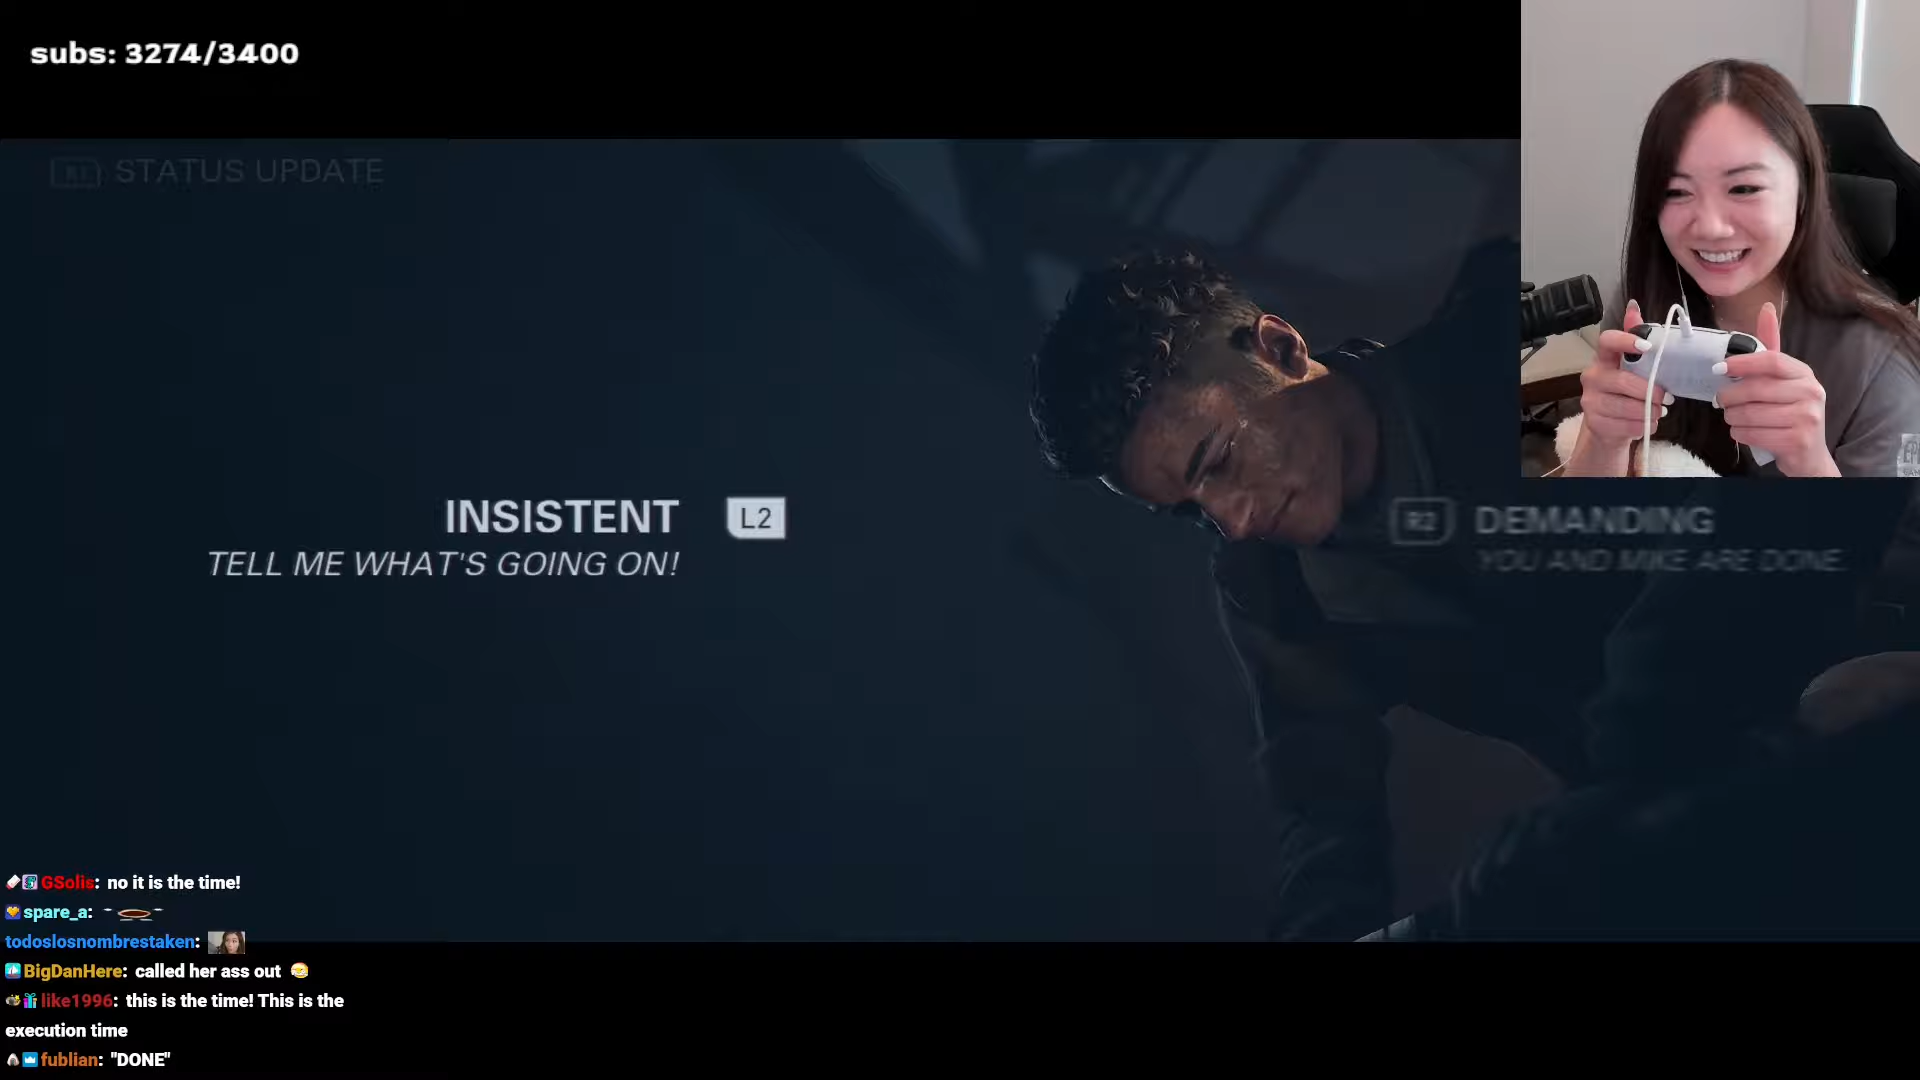 subs: 3274/3400
R1 STATUS UPDATE
INSISTENT L2
TELL ME WHAT'S GOING ON!
R2 DEMANDING
YOU AND MIKE ARE DONE.
GSolis: no it is the time!
spare_a:
todoslosnombrestaken:
BigDanHere: called her ass out
like1996: this is the time! This is the
execution time
fublian: "DONE"